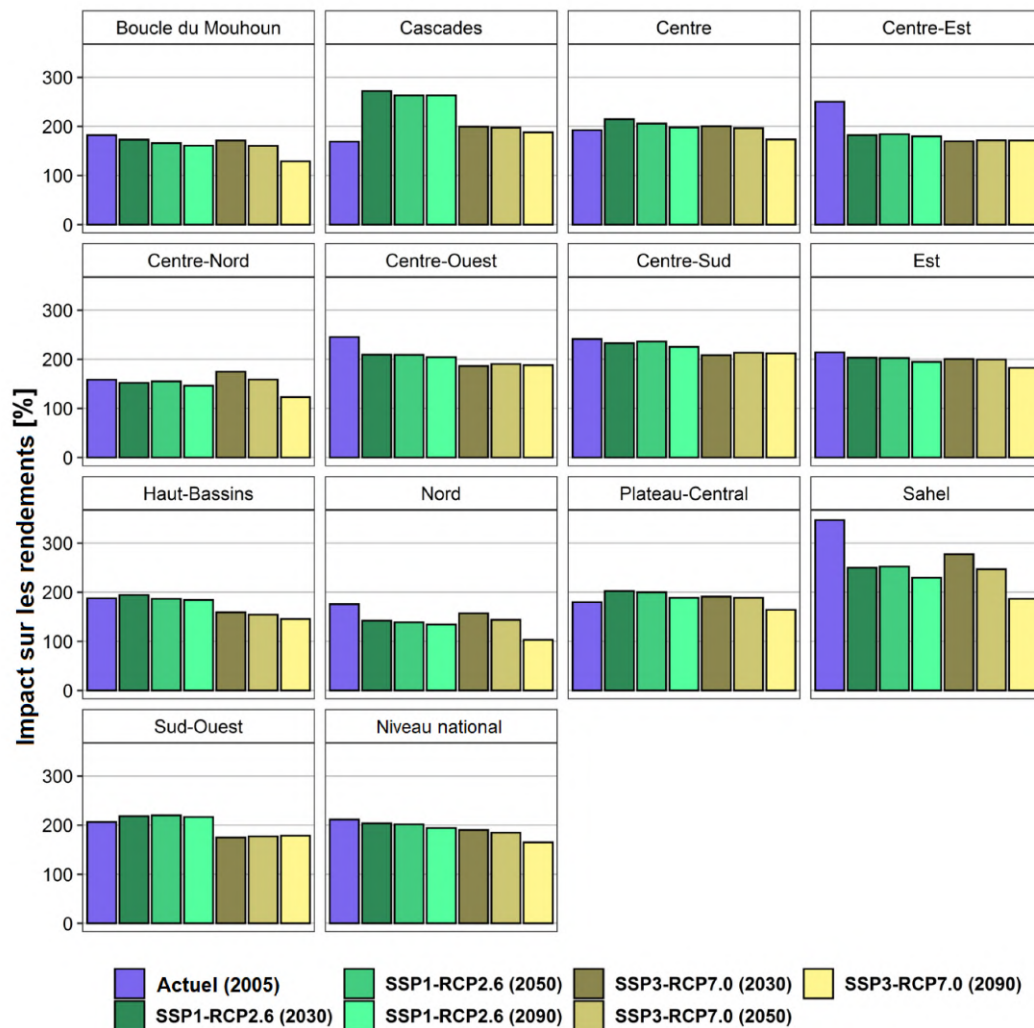 Impact sur les rendements [%]
Boucle du Mouhoun
Cascades
Centre
Centre-Est
300
200
100
0
Centre-Nord
Centre-Ouest
Centre-Sud
Est
300
200
100
0
Haut-Bassins
Nord
Plateau-Central
Sahel
300
200
100
0
Sud-Ouest
Niveau national
300
200
100
0
Actuel (2005)
SSP1-RCP2.6 (2050)
SSP3-RCP7.0 (2030)
SSP3-RCP7.0 (2090)
SSP1-RCP2.6 (2030)
SSP1-RCP2.6 (2090)
SSP3-RCP7.0 (2050)